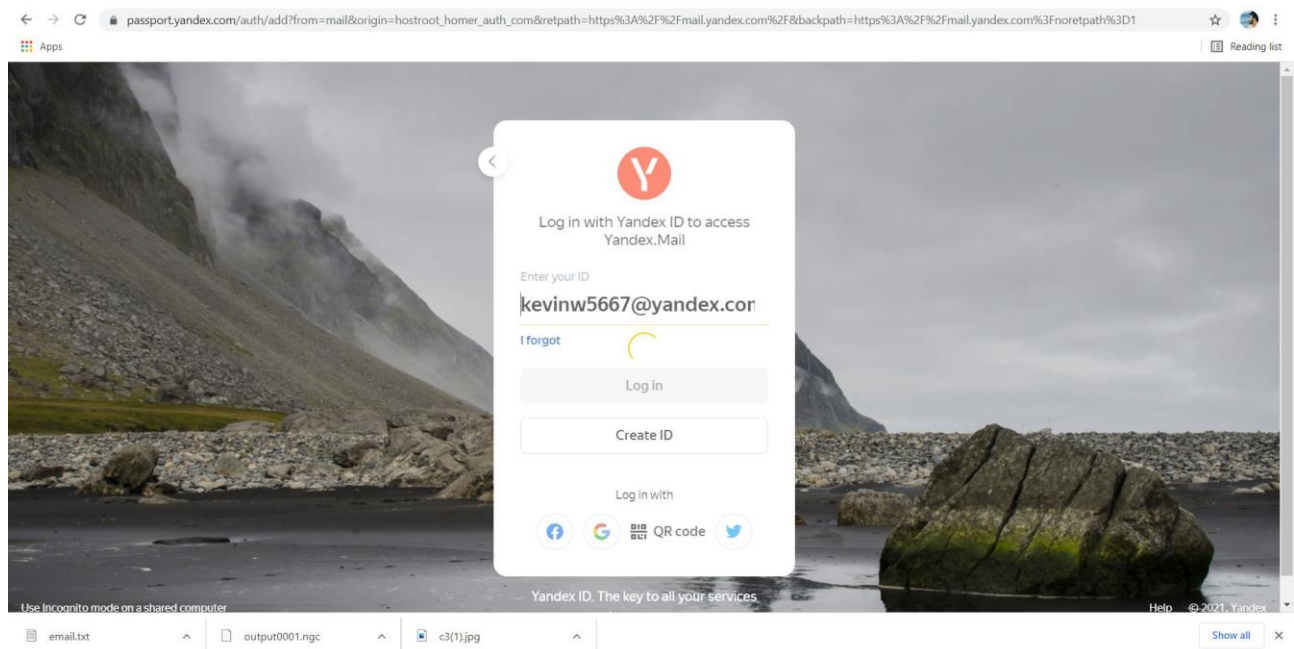 passport.yandex.com/auth/add?from=mail&origin=hostroot_homer_auth_com&retpath=https%3A%2F%2Fmail.yandex.com%2F&backpath=https%3A%2F%2Fmail.yandex.com%3Fnoretpath%3D1
Apps
Reading list
Y
Log in with Yandex ID to access
Yandex.Mail
Enter your ID
kevinw5667@yandex.com
I forgot
Log in
Create ID
Log in with
QR code
Yandex ID. The key to all your services
Use Incognito mode on a shared computer
Help © 2021, Yandex
email.txt
output0001.ngc
c3(1).jpg
Show all